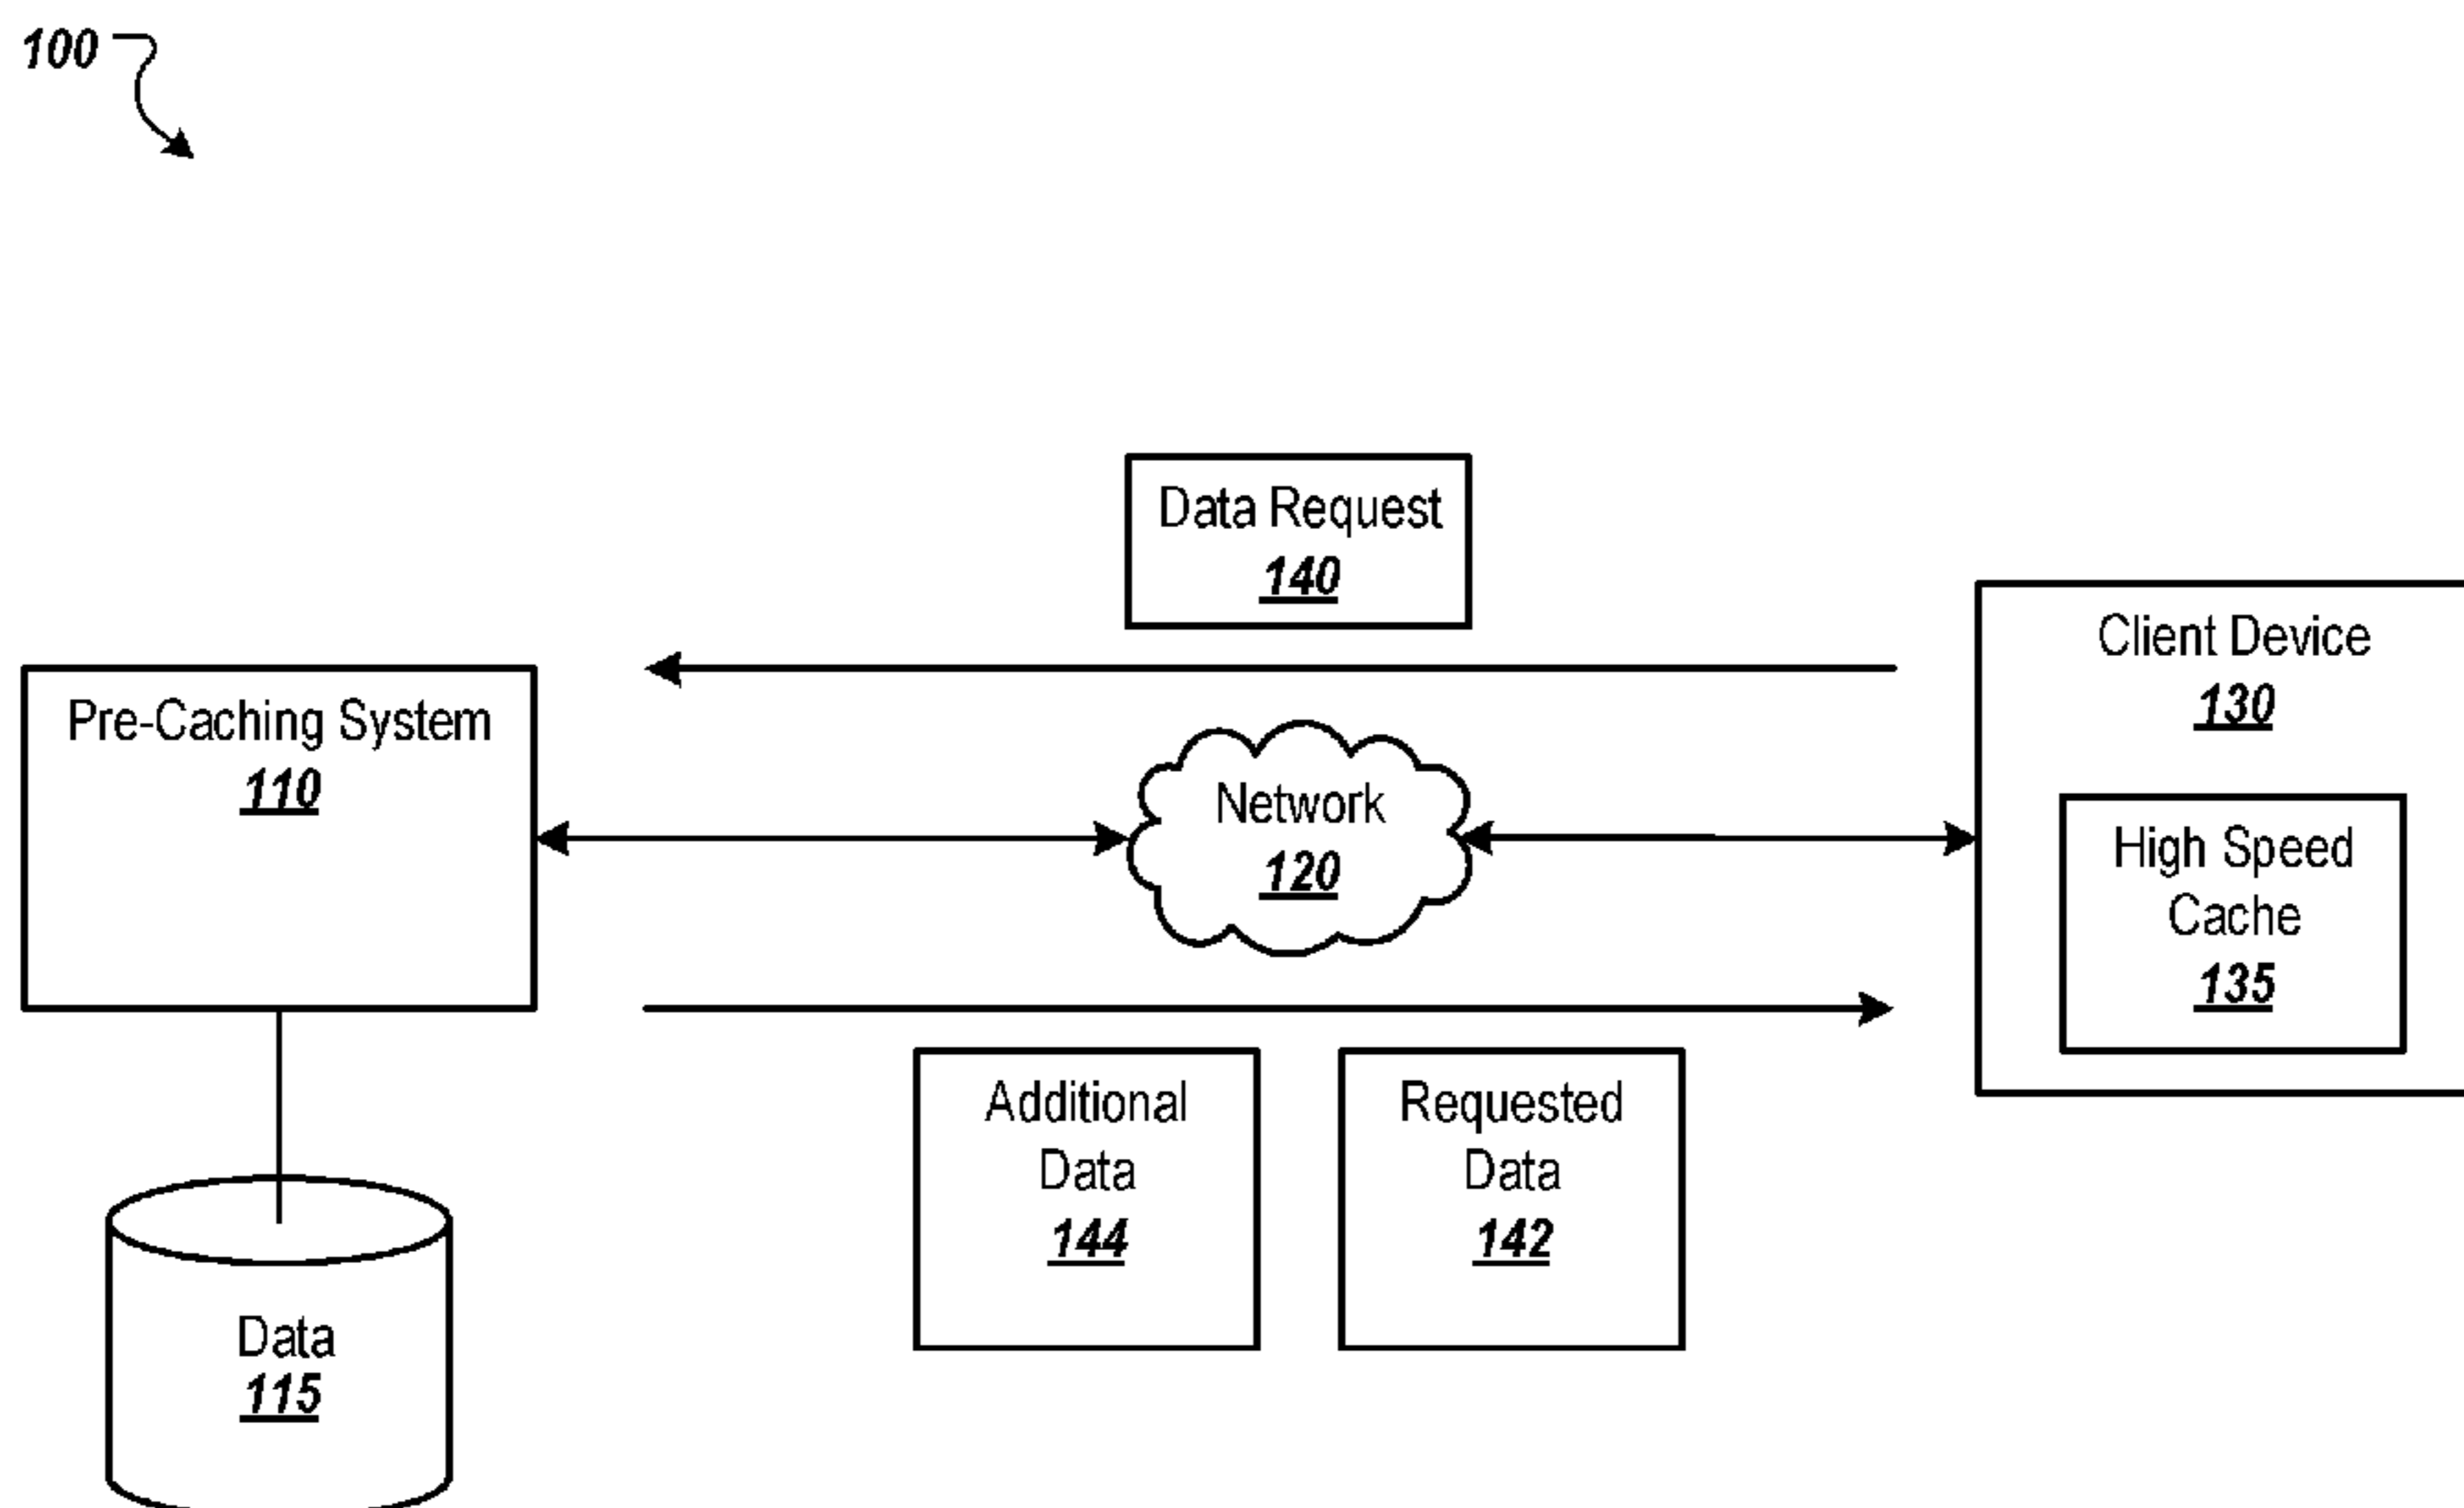 100
Data Request
140
Client Device
130
Pre-Caching System
110
Network
120
High Speed
Cache
135
Additional
Data
144
Requested
Data
142
Data
115